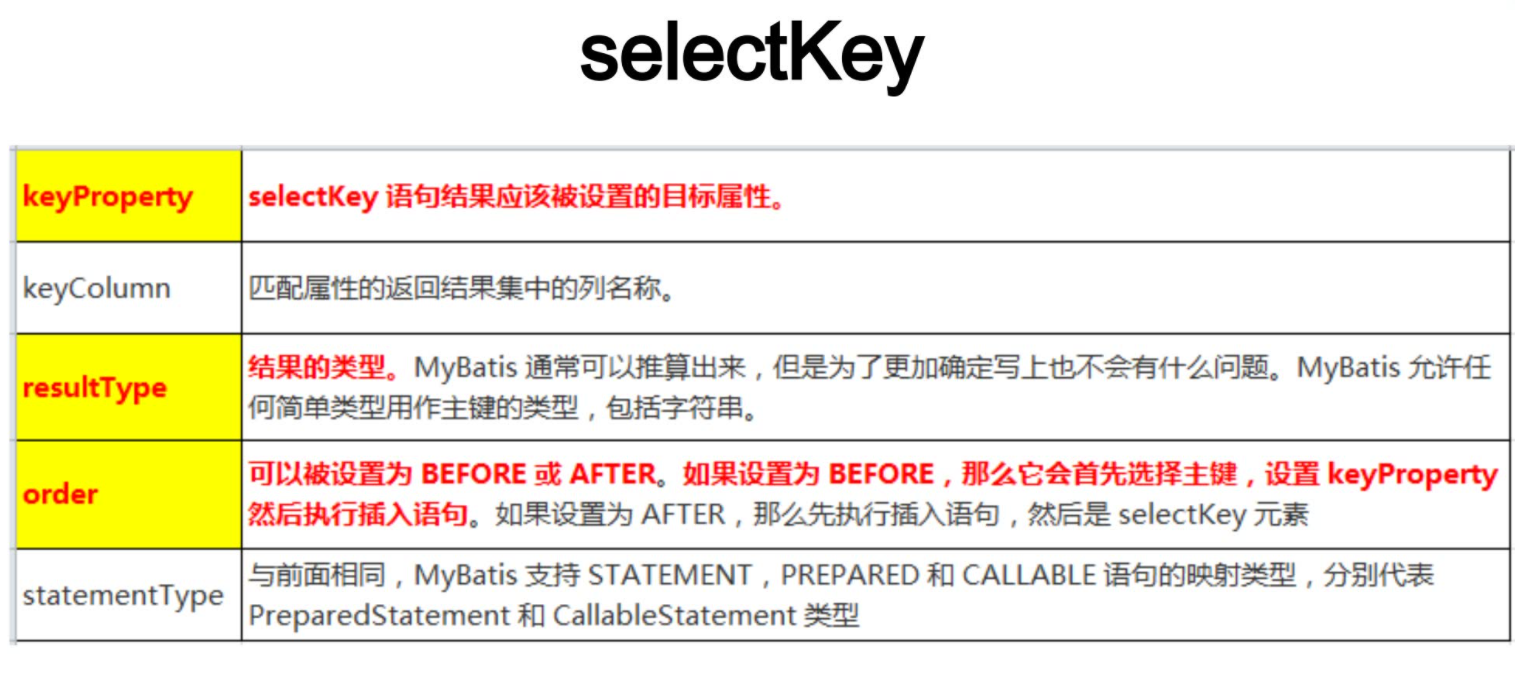 selectKey
keyProperty
selectKey 语句结果应该被设置的目标属性。
keyColumn
匹配属性的返回结果集中的列名称。
resultType
结果的类型。MyBatis 通常可以推算出来，但是为了更加确定写上也不会有什么问题。MyBatis 允许任
何简单类型用作主键的类型，包括字符串。
order
可以被设置为 BEFORE 或 AFTER。如果设置为 BEFORE，那么它会首先选择主键，设置 keyProperty
然后执行插入语句。如果设置为 AFTER，那么先执行插入语句，然后是 selectKey 元素
statementType
与前面相同，MyBatis 支持 STATEMENT，PREPARED 和 CALLABLE 语句的映射类型，分别代表
PreparedStatement 和 CallableStatement 类型